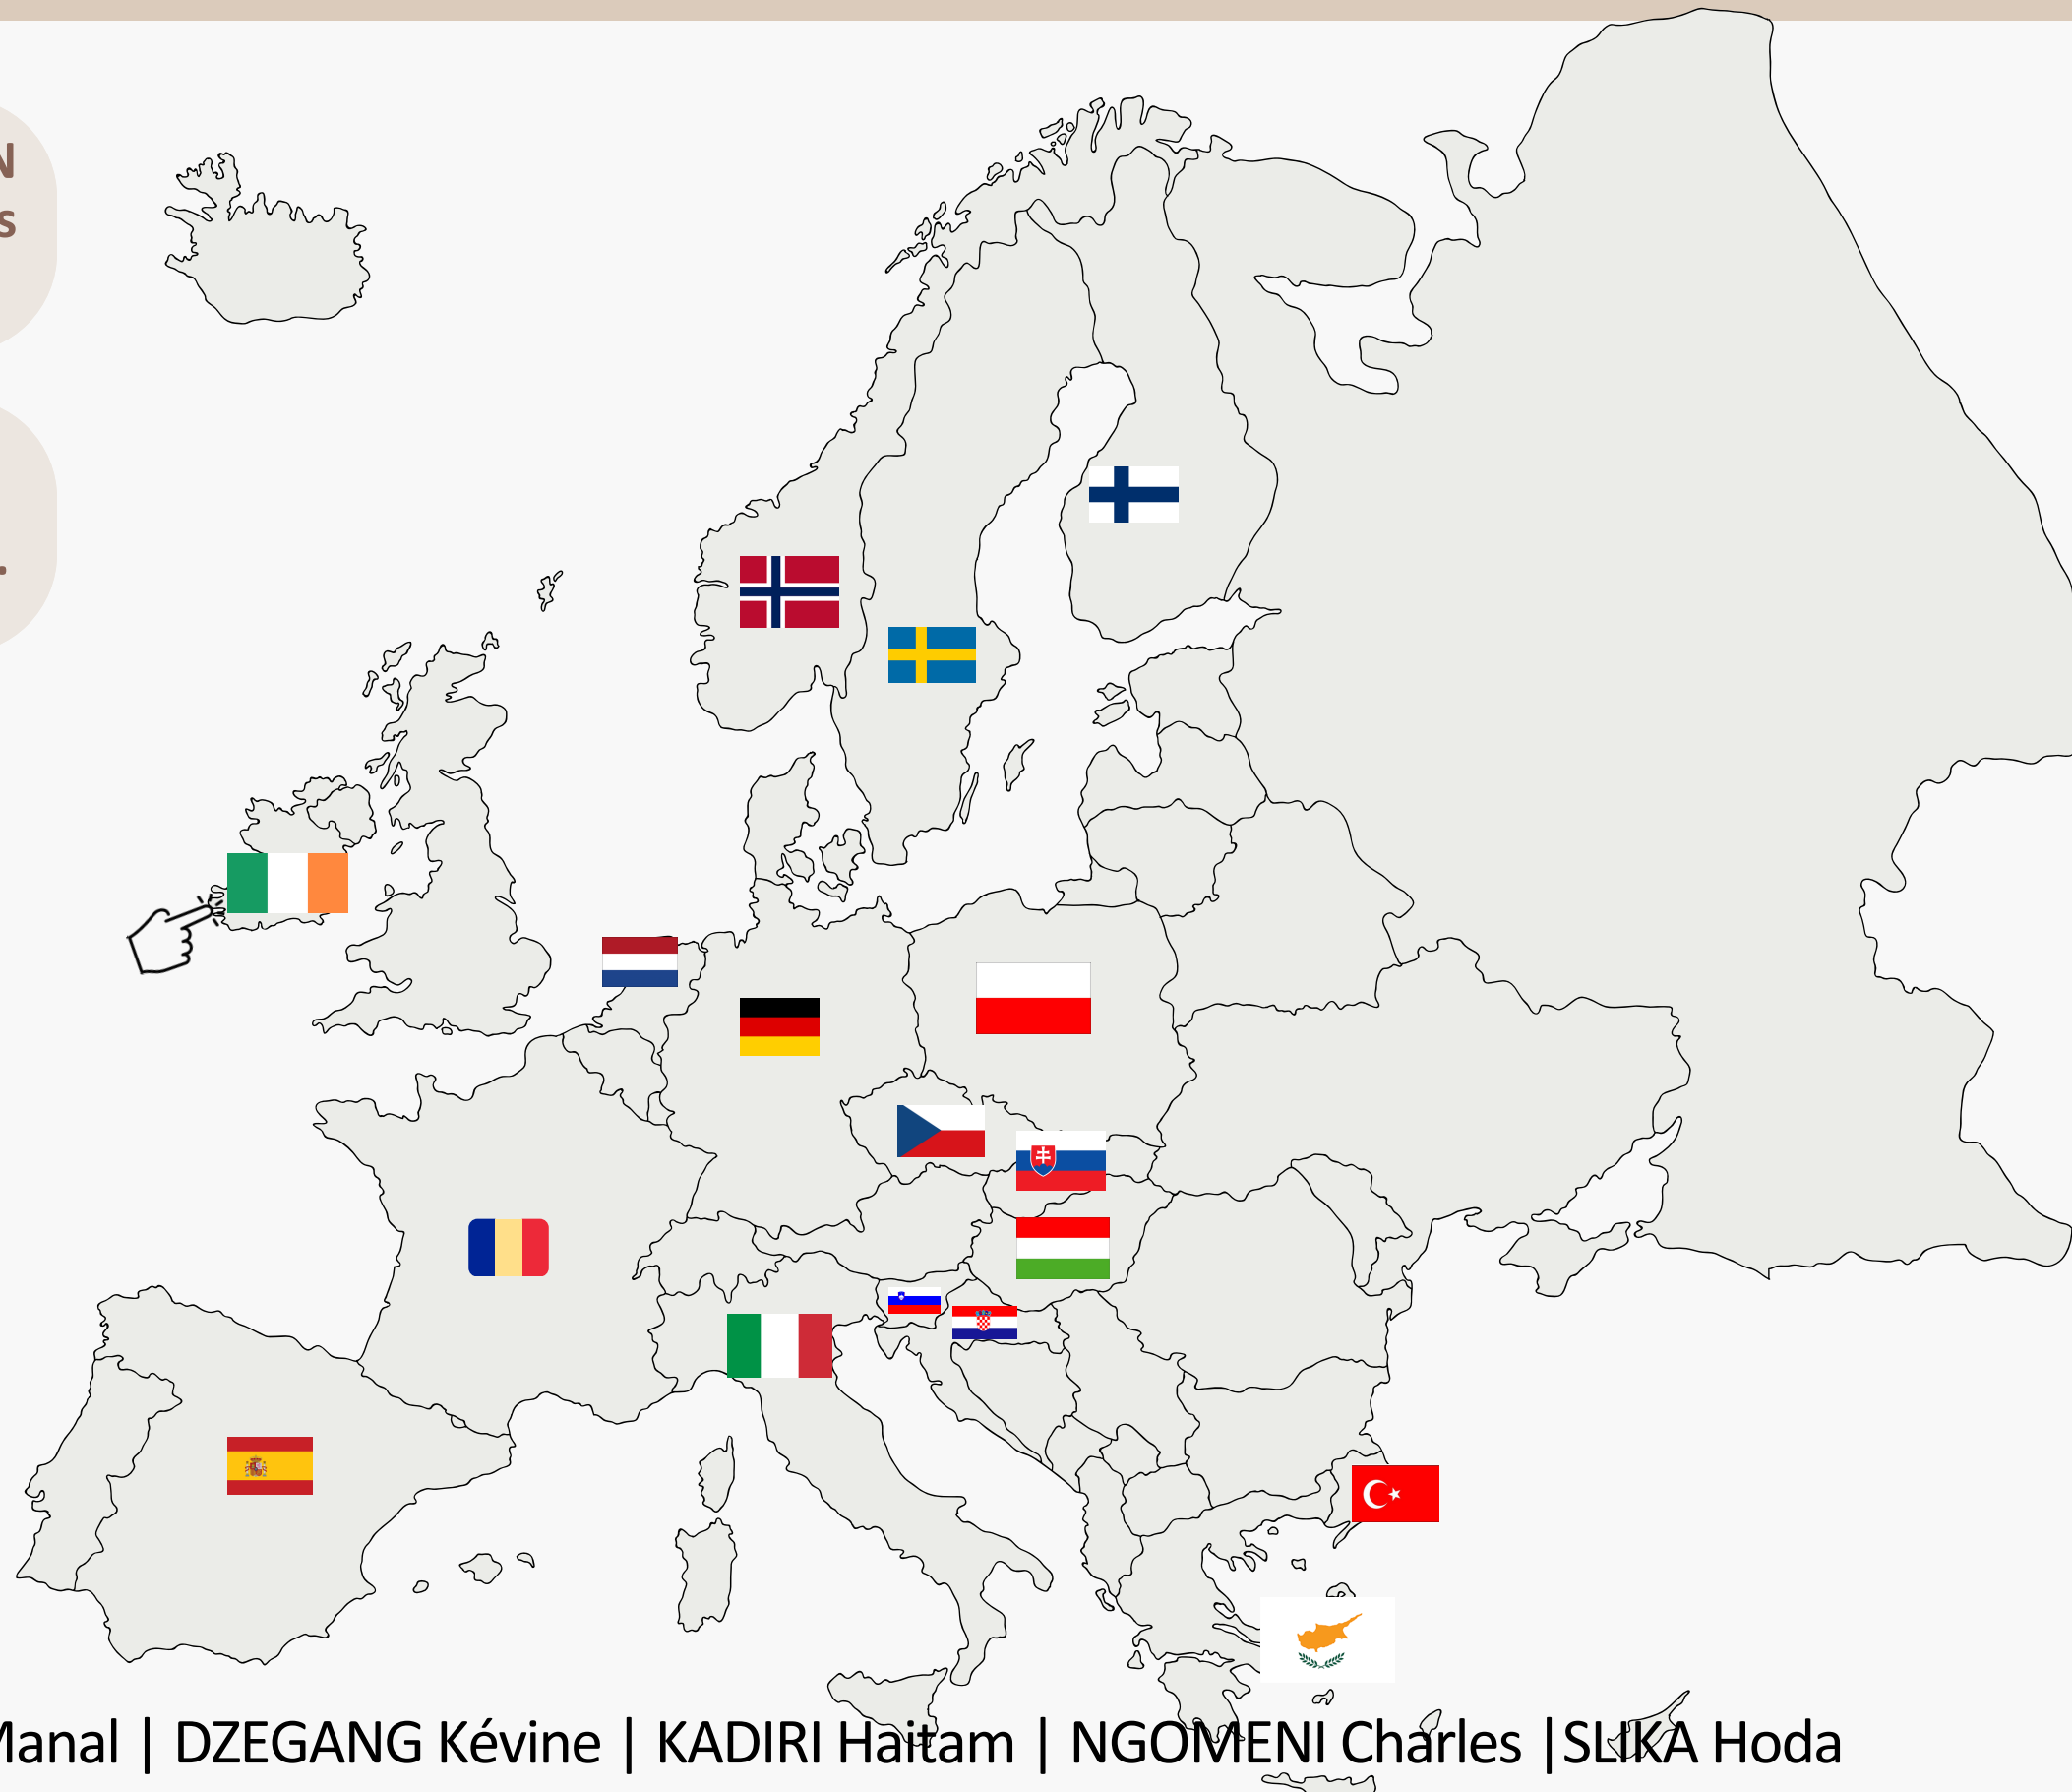 N
s
.
Manal | DZEGANG Kévine | KADIRI Haitam | NGOMENI Charles |SLIKA Hoda